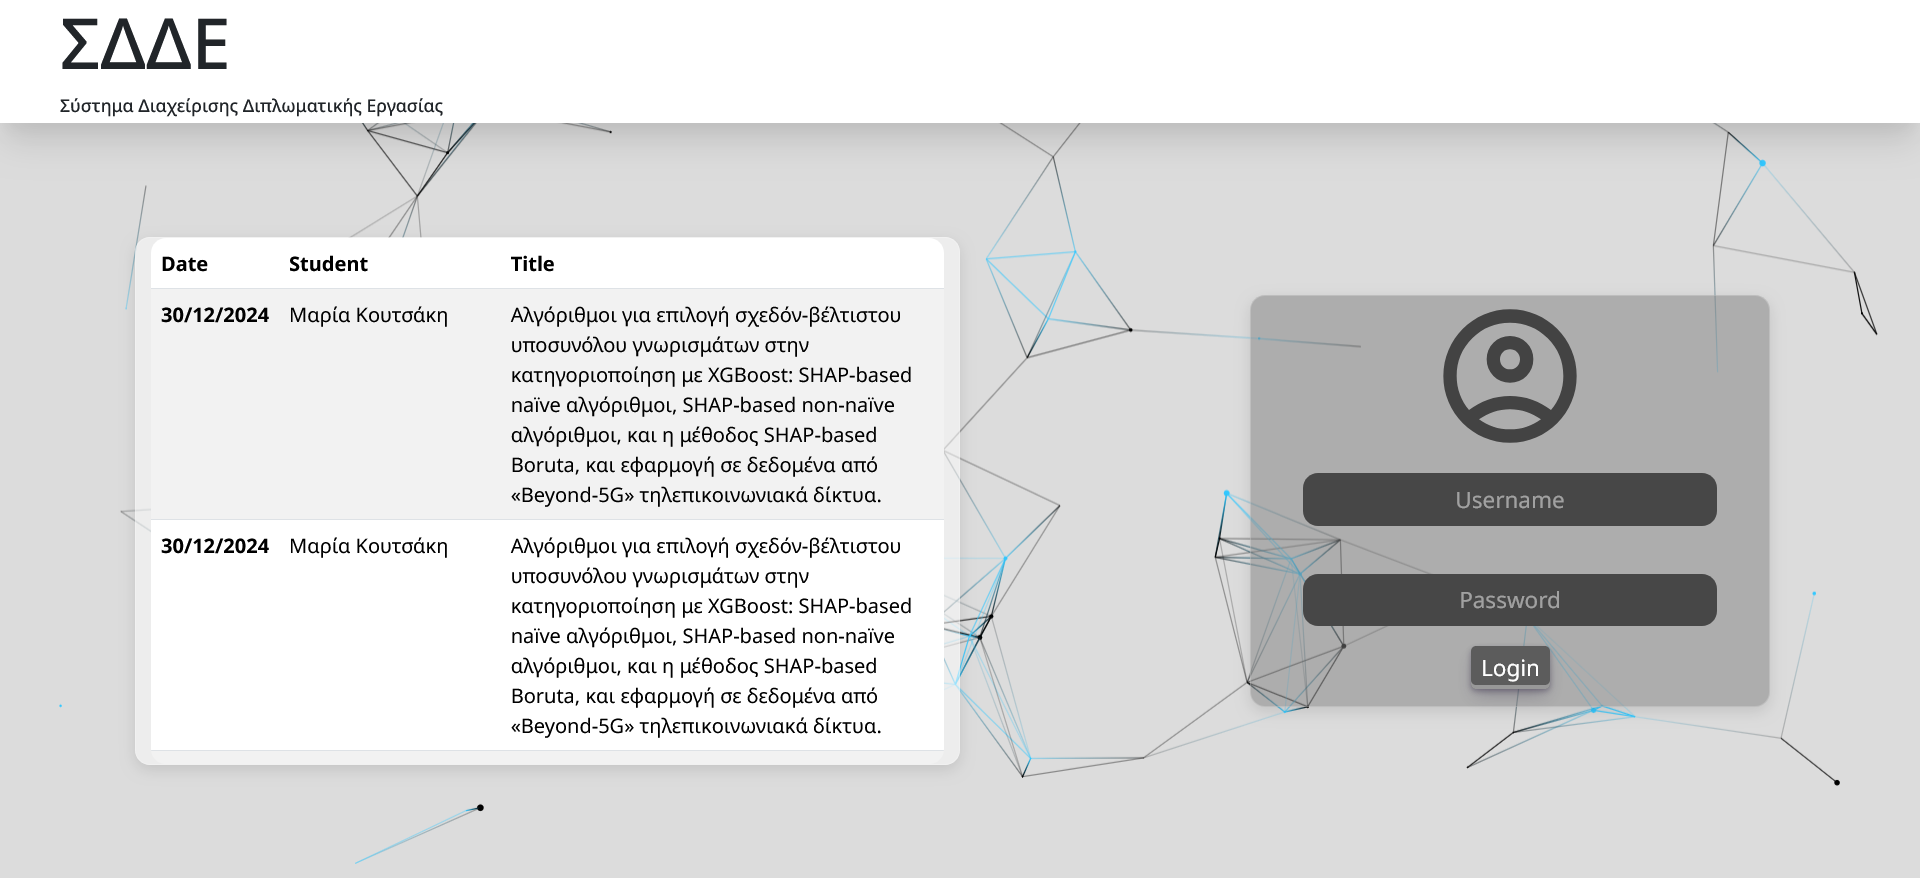 ΣΔΔΕ
Σύστημα Διαχείρισης Διπλωματικής Εργασίας
Date Student Title
30/12/2024 Μαρία Κουτσάκη Αλγόριθμοι για επιλογή σχεδόν-βέλτιστου
υποσυνόλου γνωρισμάτων στην
κατηγοριοποίηση με XGBoost: SHAP-based
naïve αλγόριθμοι, SHAP-based non-naïve
αλγόριθμοι, και η μέθοδος SHAP-based
Boruta, και εφαρμογή σε δεδομένα από
«Beyond-5G» τηλεπικοινωνιακά δίκτυα.
30/12/2024 Μαρία Κουτσάκη Αλγόριθμοι για επιλογή σχεδόν-βέλτιστου
υποσυνόλου γνωρισμάτων στην
κατηγοριοποίηση με XGBoost: SHAP-based
naïve αλγόριθμοι, SHAP-based non-naïve
αλγόριθμοι, και η μέθοδος SHAP-based
Boruta, και εφαρμογή σε δεδομένα από
«Beyond-5G» τηλεπικοινωνιακά δίκτυα.
Username
Password
Login